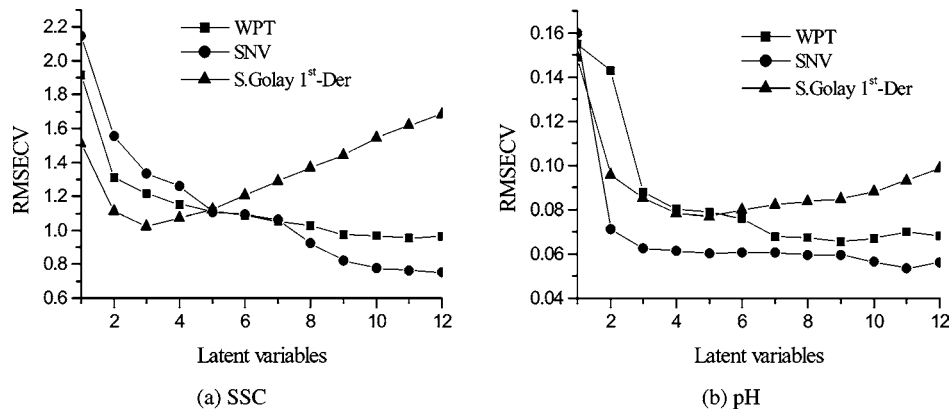 2.2
2.0
1.8
1.6
1.4
1.2
1.0
0.8
0.6
RMSECV
WPT
SNV
S.Golay 1st-Der
2 4 6 8 10 12
Latent variables
(a) SSC
0.16
0.14
0.12
0.10
0.08
0.06
0.04
RMSECV
WPT
SNV
S.Golay 1st-Der
2 4 6 8 10 12
Latent variables
(b) pH